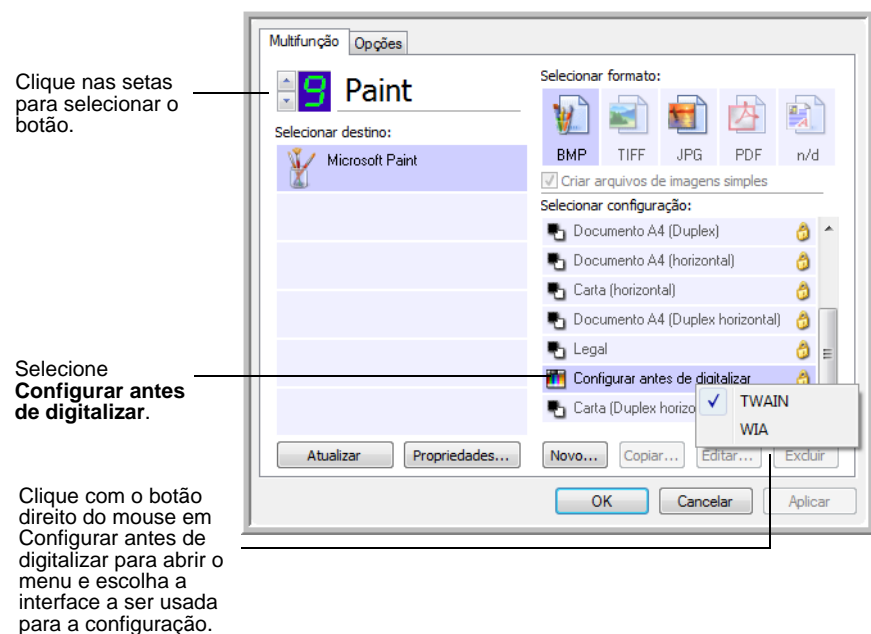 Multifunção
Opções
Clique nas setas
para selecionar o
botão.
9
Paint
Selecionar destino:
Microsoft Paint
Selecionar formato:
BMP
TIFF
JPG
PDF
n/d
Criar arquivos de imagens simples
Selecionar configuração:
Documento A4 (Duplex)
Documento A4 (horizontal)
Carta (horizontal)
Documento A4 (Duplex horizontal)
Legal
Configurar antes de digitalizar
Carta (Duplex horizo
TWAIN
WIA
Selecione
Configurar antes
de digitalizar.
Atualizar
Propriedades...
Novo...
Copiar...
Editar...
Excluir
OK
Cancelar
Aplicar
Clique com o botão
direito do mouse em
Configurar antes de
digitalizar para abrir o
menu e escolha a
interface a ser usada
para a configuração.